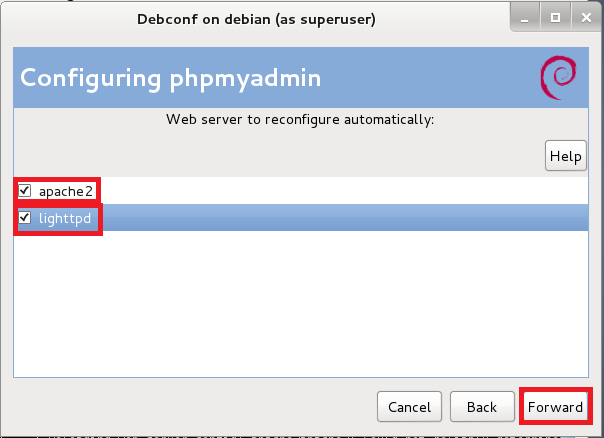 Debconf on debian (as superuser)
Configuring phpmyadmin
Web server to reconfigure automatically:
Help
apache2
lighttpd
Cancel
Back
Forward